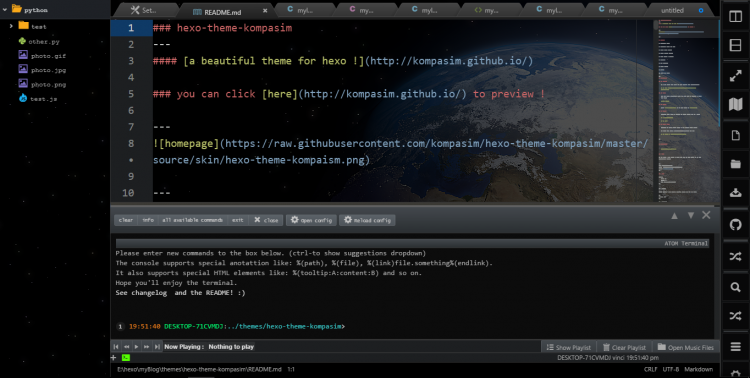 python
test
other.py
photo.gif
photo.jpg
photo.png
test.js
Set...
README.md
myl...
my...
myl...
my...
myl...
my...
untitled
1 ### hexo-theme-kompasim
2 ---
3 #### [a beautiful theme for hexo !](http://kompasim.github.io/)
4
5 ### you can click [here](http://kompasim.github.io/) to preview !
6
7 ---
8 ![homepage](https://raw.githubusercontent.com/kompasim/hexo-theme-kompasim/master/
• source/skin/hexo-theme-kompaism.png)
9
10 ---
clear info all available commands exit close Open config Reload config
ATOM Terminal
Please enter new commands to the box below. (ctrl-to show suggestions dropdown)
The console supports special anotattion like: %(path), %(file), %(link)file.something%(endlink).
It also supports special HTML elements like: %(tooltip:A:content:B) and so on.
Hope you'll enjoy the terminal.
See changelog and the README! :)
1 19:51:40 DESKTOP-71CVMDJ:../themes/hexo-theme-kompasim>
Now Playing : Nothing to play
Show Playlist Clear Playlist Open Music Files
DESKTOP-71CVMDJ vinci 19:51:40 pm
E:\hexo\myBlog\themes\hexo-theme-kompasim\README.md 1:1 CRLF UTF-8 Markdown